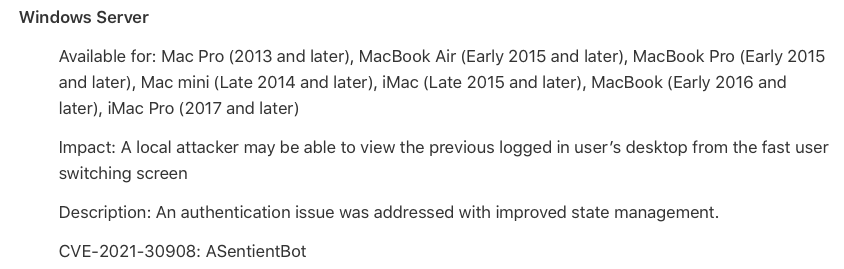 Windows Server
Available for: Mac Pro (2013 and later), MacBook Air (Early 2015 and later), MacBook Pro (Early 2015
and later), Mac mini (Late 2014 and later), iMac (Late 2015 and later), MacBook (Early 2016 and
later), iMac Pro (2017 and later)
Impact: A local attacker may be able to view the previous logged in user’s desktop from the fast user
switching screen
Description: An authentication issue was addressed with improved state management.
CVE-2021-30908: ASentientBot